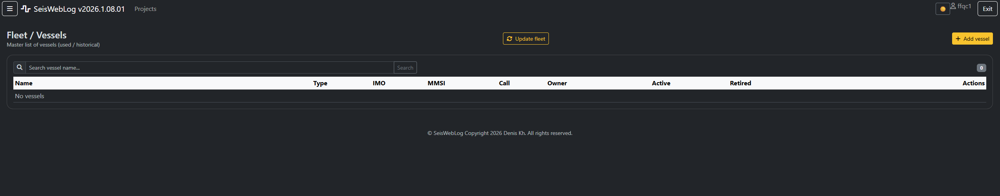 SeisWebLog v2026.1.08.01 Projects ffqc1 Exit
Fleet / Vessels
Master list of vessels (used / historical)
Update fleet
Add vessel
Search vessel name... Search 0
Name Type IMO MMSI Call Owner Active Retired Actions
No vessels
© SeisWebLog Copyright 2026 Denis Kh. All rights reserved.